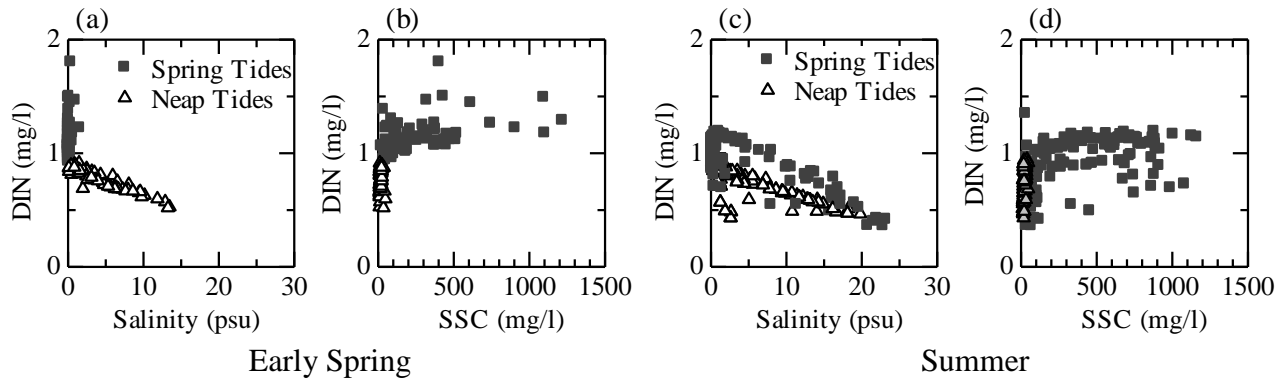 (a) (b) (c) (d)
2 2 2 2
Spring Tides Spring Tides
Neap Tides Neap Tides
DIN (mg/l) DIN (mg/l) DIN (mg/l) DIN (mg/l)
1 1 1 1
0 0 0 0
0 10 20 30 0 500 1000 1500 0 10 20 30 0 500 1000 1500
Salinity (psu) SSC (mg/l) Salinity (psu) SSC (mg/l)
Early Spring Summer